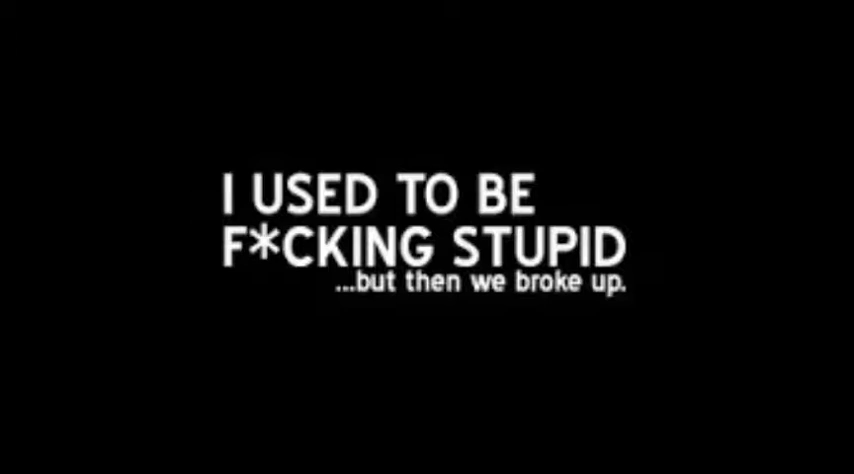 I USED TO BE
F*CKING STUPID
...but then we broke up.